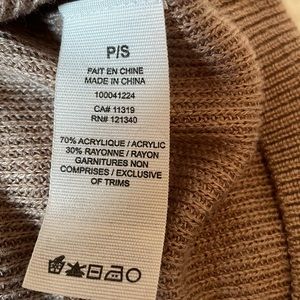 P/S
FAIT EN CHINE
MADE IN CHINA
100041224
CA# 11319
RN# 121340
70% ACRYLIQUE / ACRYLIC
30% RAYONNE / RAYON
GARNITURES NON
COMPRISES / EXCLUSIVE
OF TRIMS